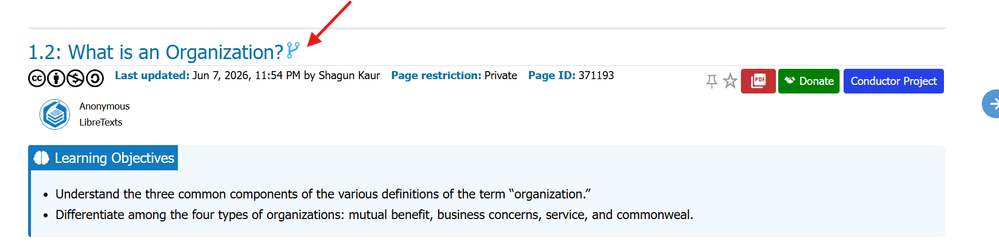 1.2: What is an Organization?
cc
Last updated: Jun 7, 2026, 11:54 PM by Shagun Kaur Page restriction: Private Page ID: 371193
PDF
Donate
Conductor Project
Anonymous
LibreTexts
Learning Objectives
• Understand the three common components of the various definitions of the term “organization.”
• Differentiate among the four types of organizations: mutual benefit, business concerns, service, and commonweal.